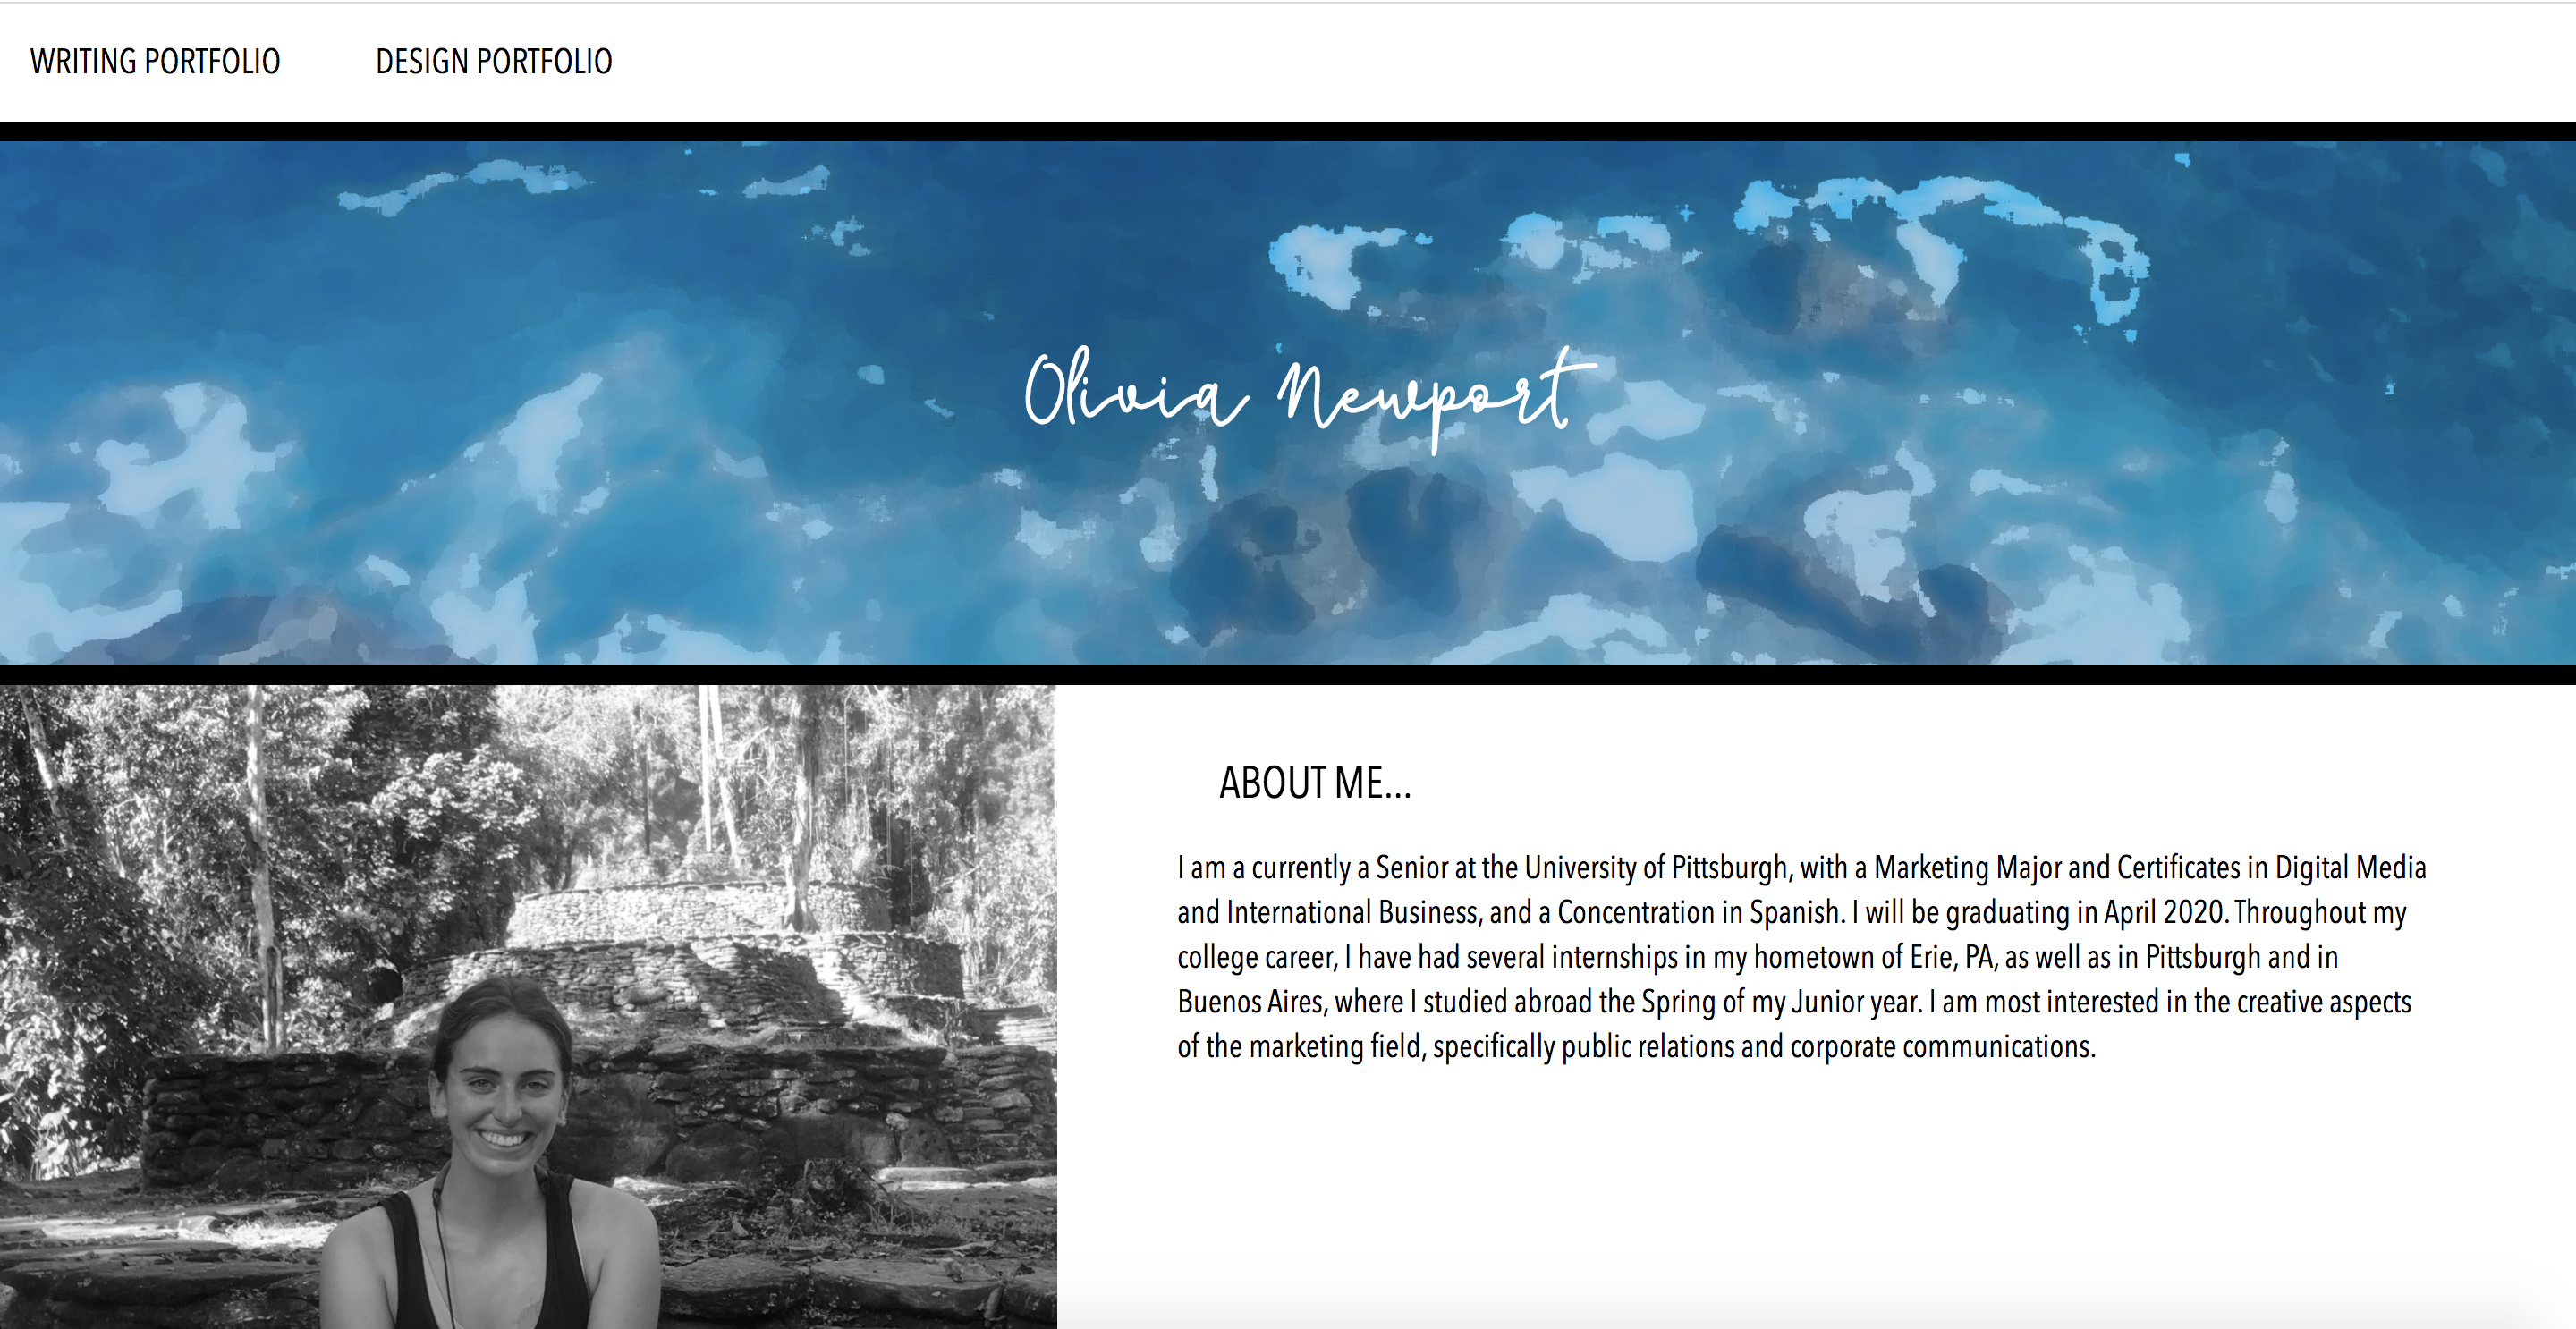 WRITING PORTFOLIO DESIGN PORTFOLIO
Olivia Newport
ABOUT ME...
I am a currently a Senior at the University of Pittsburgh, with a Marketing Major and Certificates in Digital Media
and International Business, and a Concentration in Spanish. I will be graduating in April 2020. Throughout my
college career, I have had several internships in my hometown of Erie, PA, as well as in Pittsburgh and in
Buenos Aires, where I studied abroad the Spring of my Junior year. I am most interested in the creative aspects
of the marketing field, specifically public relations and corporate communications.